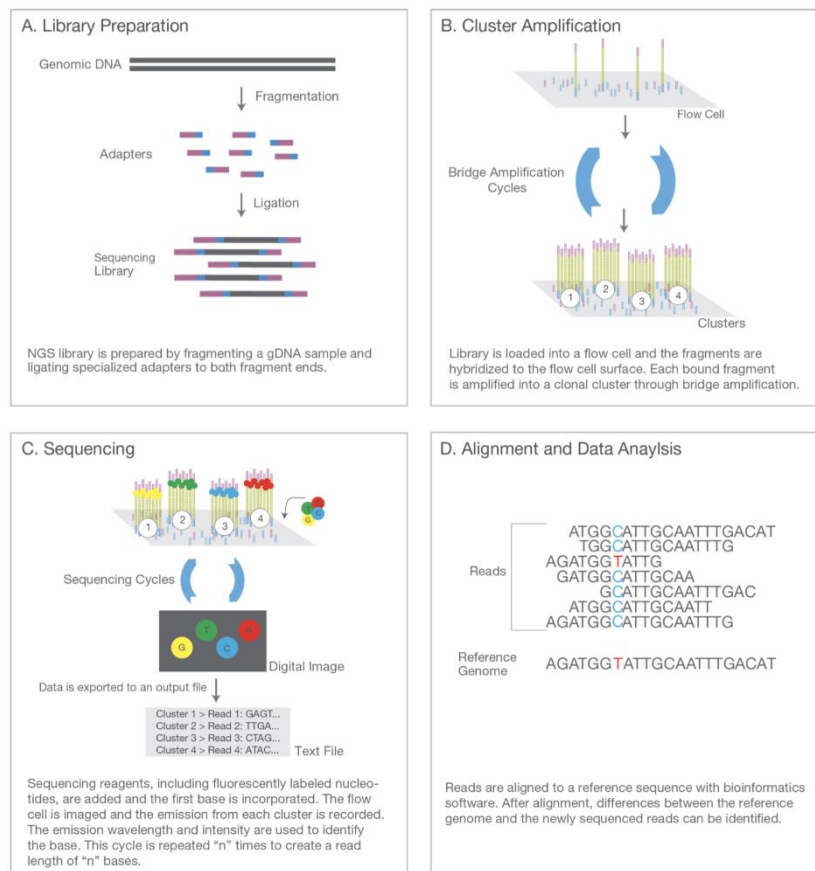 A. Library Preparation
Genomic DNA
Fragmentation
Adapters
Ligation
Sequencing
Library
NGS library is prepared by fragmenting a gDNA sample and
ligating specialized adapters to both fragment ends.
B. Cluster Amplification
Flow Cell
Bridge Amplification
Cycles
1
2
3
4
Clusters
Library is loaded into a flow cell and the fragments are
hybridized to the flow cell surface. Each bound fragment
is amplified into a clonal cluster through bridge amplification.
C. Sequencing
1
2
3
4
T
A
G
C
Sequencing Cycles
T
A
G
C
Digital Image
Data is exported to an output file
Cluster 1 > Read 1: GAGT...
Cluster 2 > Read 2: TTGA...
Cluster 3 > Read 3: CTAG...
Cluster 4 > Read 4: ATAC...
Text File
Sequencing reagents, including fluorescently labeled nucleo-
tides, are added and the first base is incorporated. The flow
cell is imaged and the emission from each cluster is recorded.
The emission wavelength and intensity are used to identify
the base. This cycle is repeated “n” times to create a read
length of “n” bases.
D. Alignment and Data Anaylsis
ATGGCATTGCAATTTGACAT
TGGCATTGCAATTTG
AGATGGTATTG
Reads
GATGGCATTGCAA
GCATTGCAATTTGAC
ATGGCATTGCAATT
AGATGGCATTGCAATTTG
Reference
Genome
AGATGGTATTGCAATTTGACAT
Reads are aligned to a reference sequence with bioinformatics
software. After alignment, differences between the reference
genome and the newly sequenced reads can be identified.